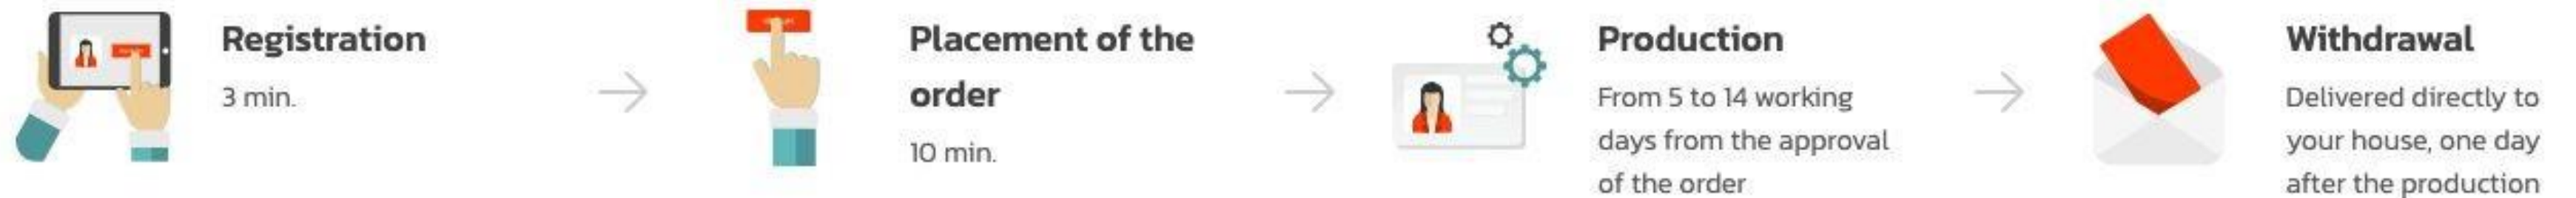 Registration
3 min.
Placement of the
order
10 min.
Production
From 5 to 14 working
days from the approval
of the order
Withdrawal
Delivered directly to
your house, one day
after the production